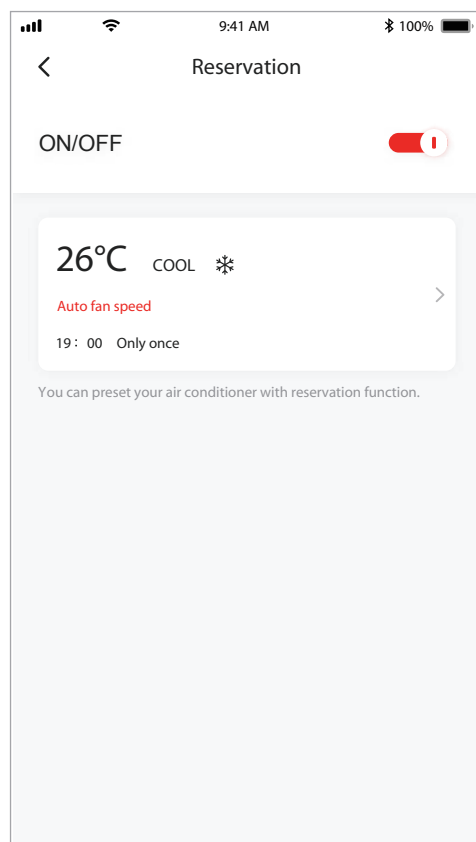 9:41 AM 100%
Reservation
ON/OFF
26°C COOL
Auto fan speed
19： 00 Only once
You can preset your air conditioner with reservation function.